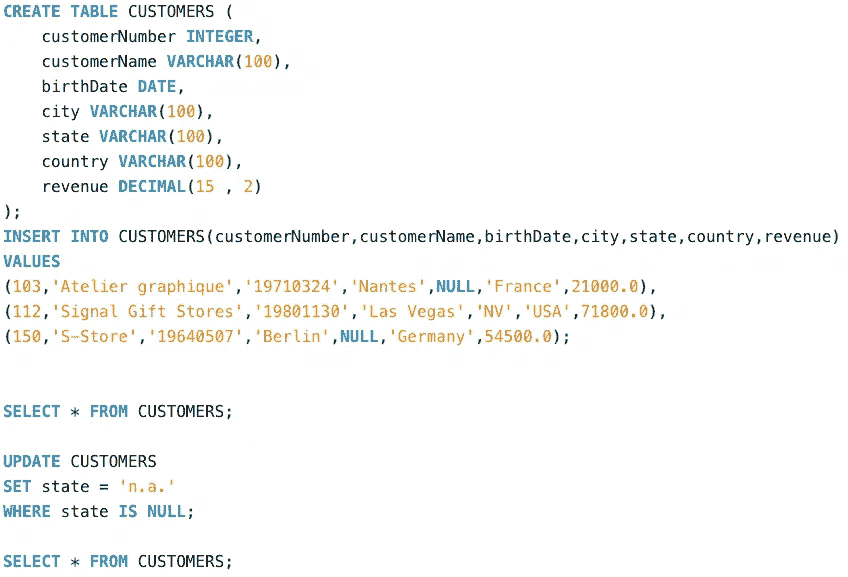 CREATE TABLE CUSTOMERS (
    customerNumber INTEGER,
    customerName VARCHAR(100),
    birthDate DATE,
    city VARCHAR(100),
    state VARCHAR(100),
    country VARCHAR(100),
    revenue DECIMAL(15 , 2)
);
INSERT INTO CUSTOMERS(customerNumber,customerName,birthDate,city,state,country,revenue)
VALUES
(103,'Atelier graphique','19710324','Nantes',NULL,'France',21000.0),
(112,'Signal Gift Stores','19801130','Las Vegas','NV','USA',71800.0),
(150,'S-Store','19640507','Berlin',NULL,'Germany',54500.0);
SELECT * FROM CUSTOMERS;
UPDATE CUSTOMERS
SET state = 'n.a.'
WHERE state IS NULL;
SELECT * FROM CUSTOMERS;